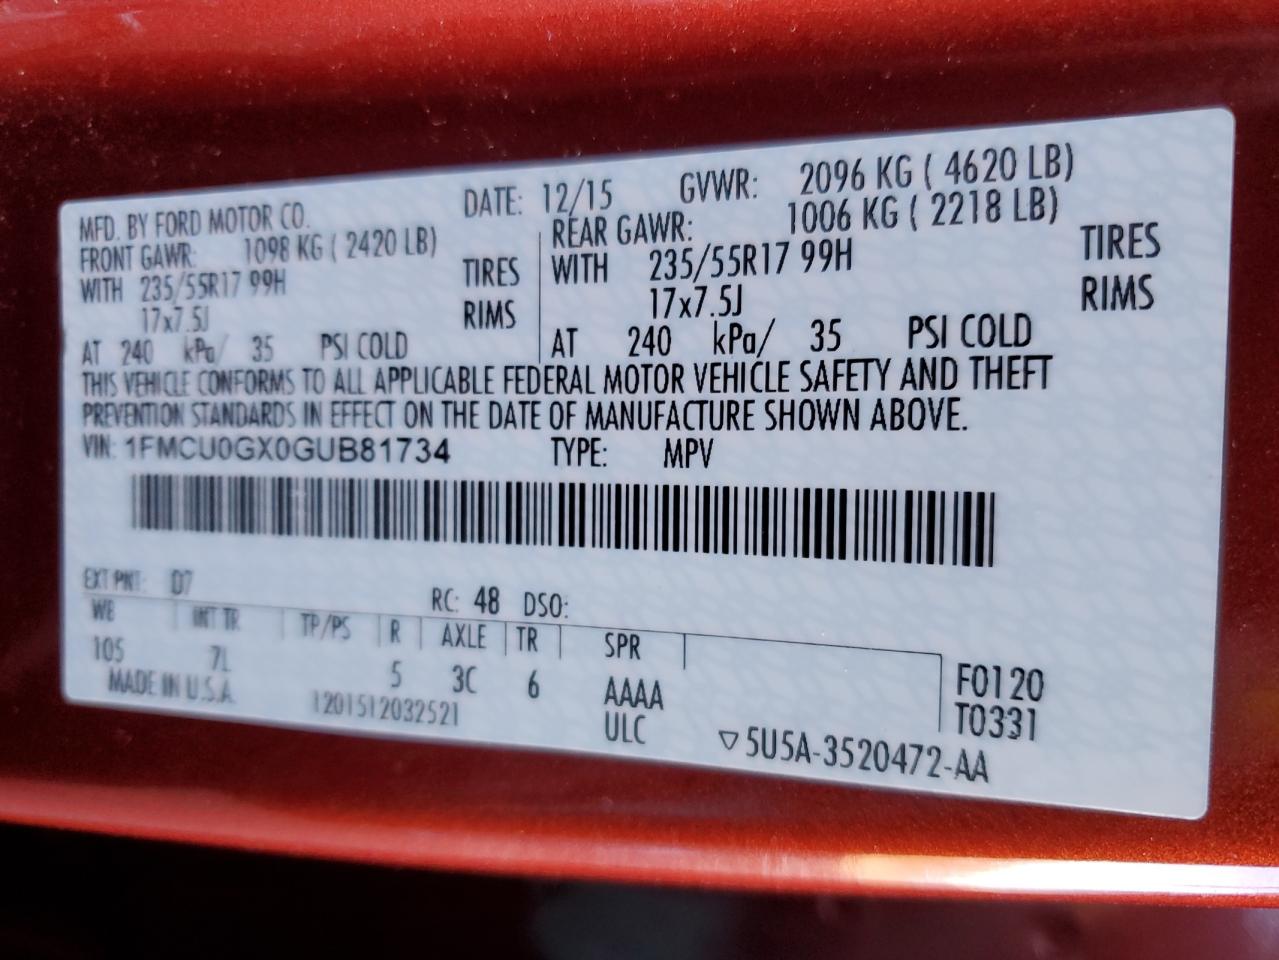 MFD. BY FORD MOTOR CO. DATE: 12/15 GVWR: 2096 KG ( 4620 LB)
FRONT GAWR: 1098 KG ( 2420 LB) REAR GAWR: 1006 KG ( 2218 LB)
WITH 235/55R17 99H TIRES WITH 235/55R17 99H TIRES
17x7.5J RIMS 17x7.5J RIMS
AT 240 kPa/ 35 PSI COLD AT 240 kPa/ 35 PSI COLD
THIS VEHICLE CONFORMS TO ALL APPLICABLE FEDERAL MOTOR VEHICLE SAFETY AND THEFT
PREVENTION STANDARDS IN EFFECT ON THE DATE OF MANUFACTURE SHOWN ABOVE.
VIN: 1FMCU0GX0GUB81734 TYPE: MPV
EXT PNT: D7 RC: 48 DSO:
WB INT TR TP/PS R AXLE TR SPR
105 7L 5 3C 6 AAAA F0120
MADE IN U.S.A. 1201512032521 ULC T0331
▽5U5A-3520472-AA